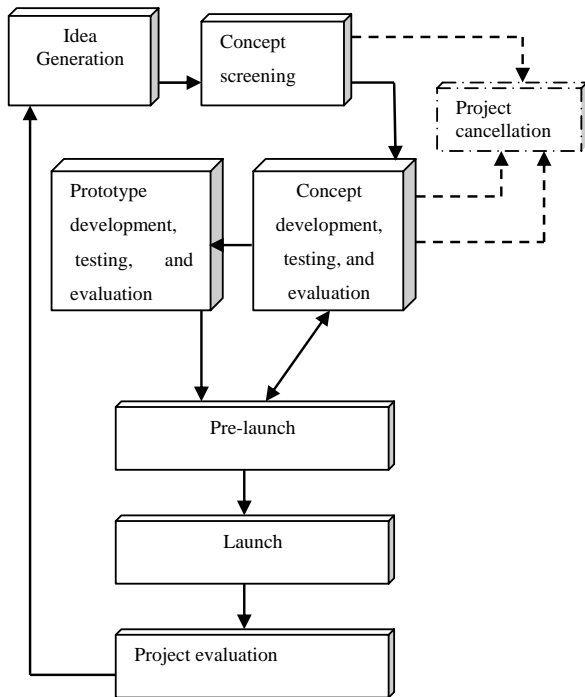 Idea
Generation
Concept
screening
Project
cancellation
Prototype
development,
testing, and
evaluation
Concept
development,
testing, and
evaluation
Pre-launch
Launch
Project evaluation